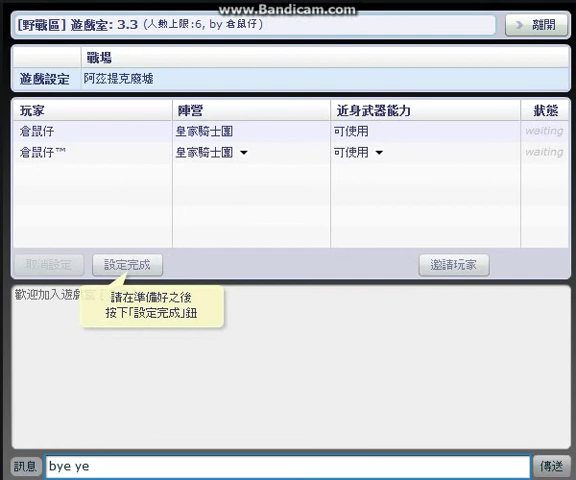 www.Bandicam.com
[野戰區] 遊戲室: 3.3 (人數上限:6, by 倉鼠仔)
離開
戰場
遊戲設定 阿茲提克廢墟
玩家 陣營 近身武器能力 狀態
倉鼠仔 皇家騎士團 可使用 waiting
倉鼠仔™ 皇家騎士團 可使用 waiting
取消設定 設定完成 邀請玩家
歡迎加入遊戲室
請在準備好之後
按下「設定完成」鈕
訊息 bye ye 傳送